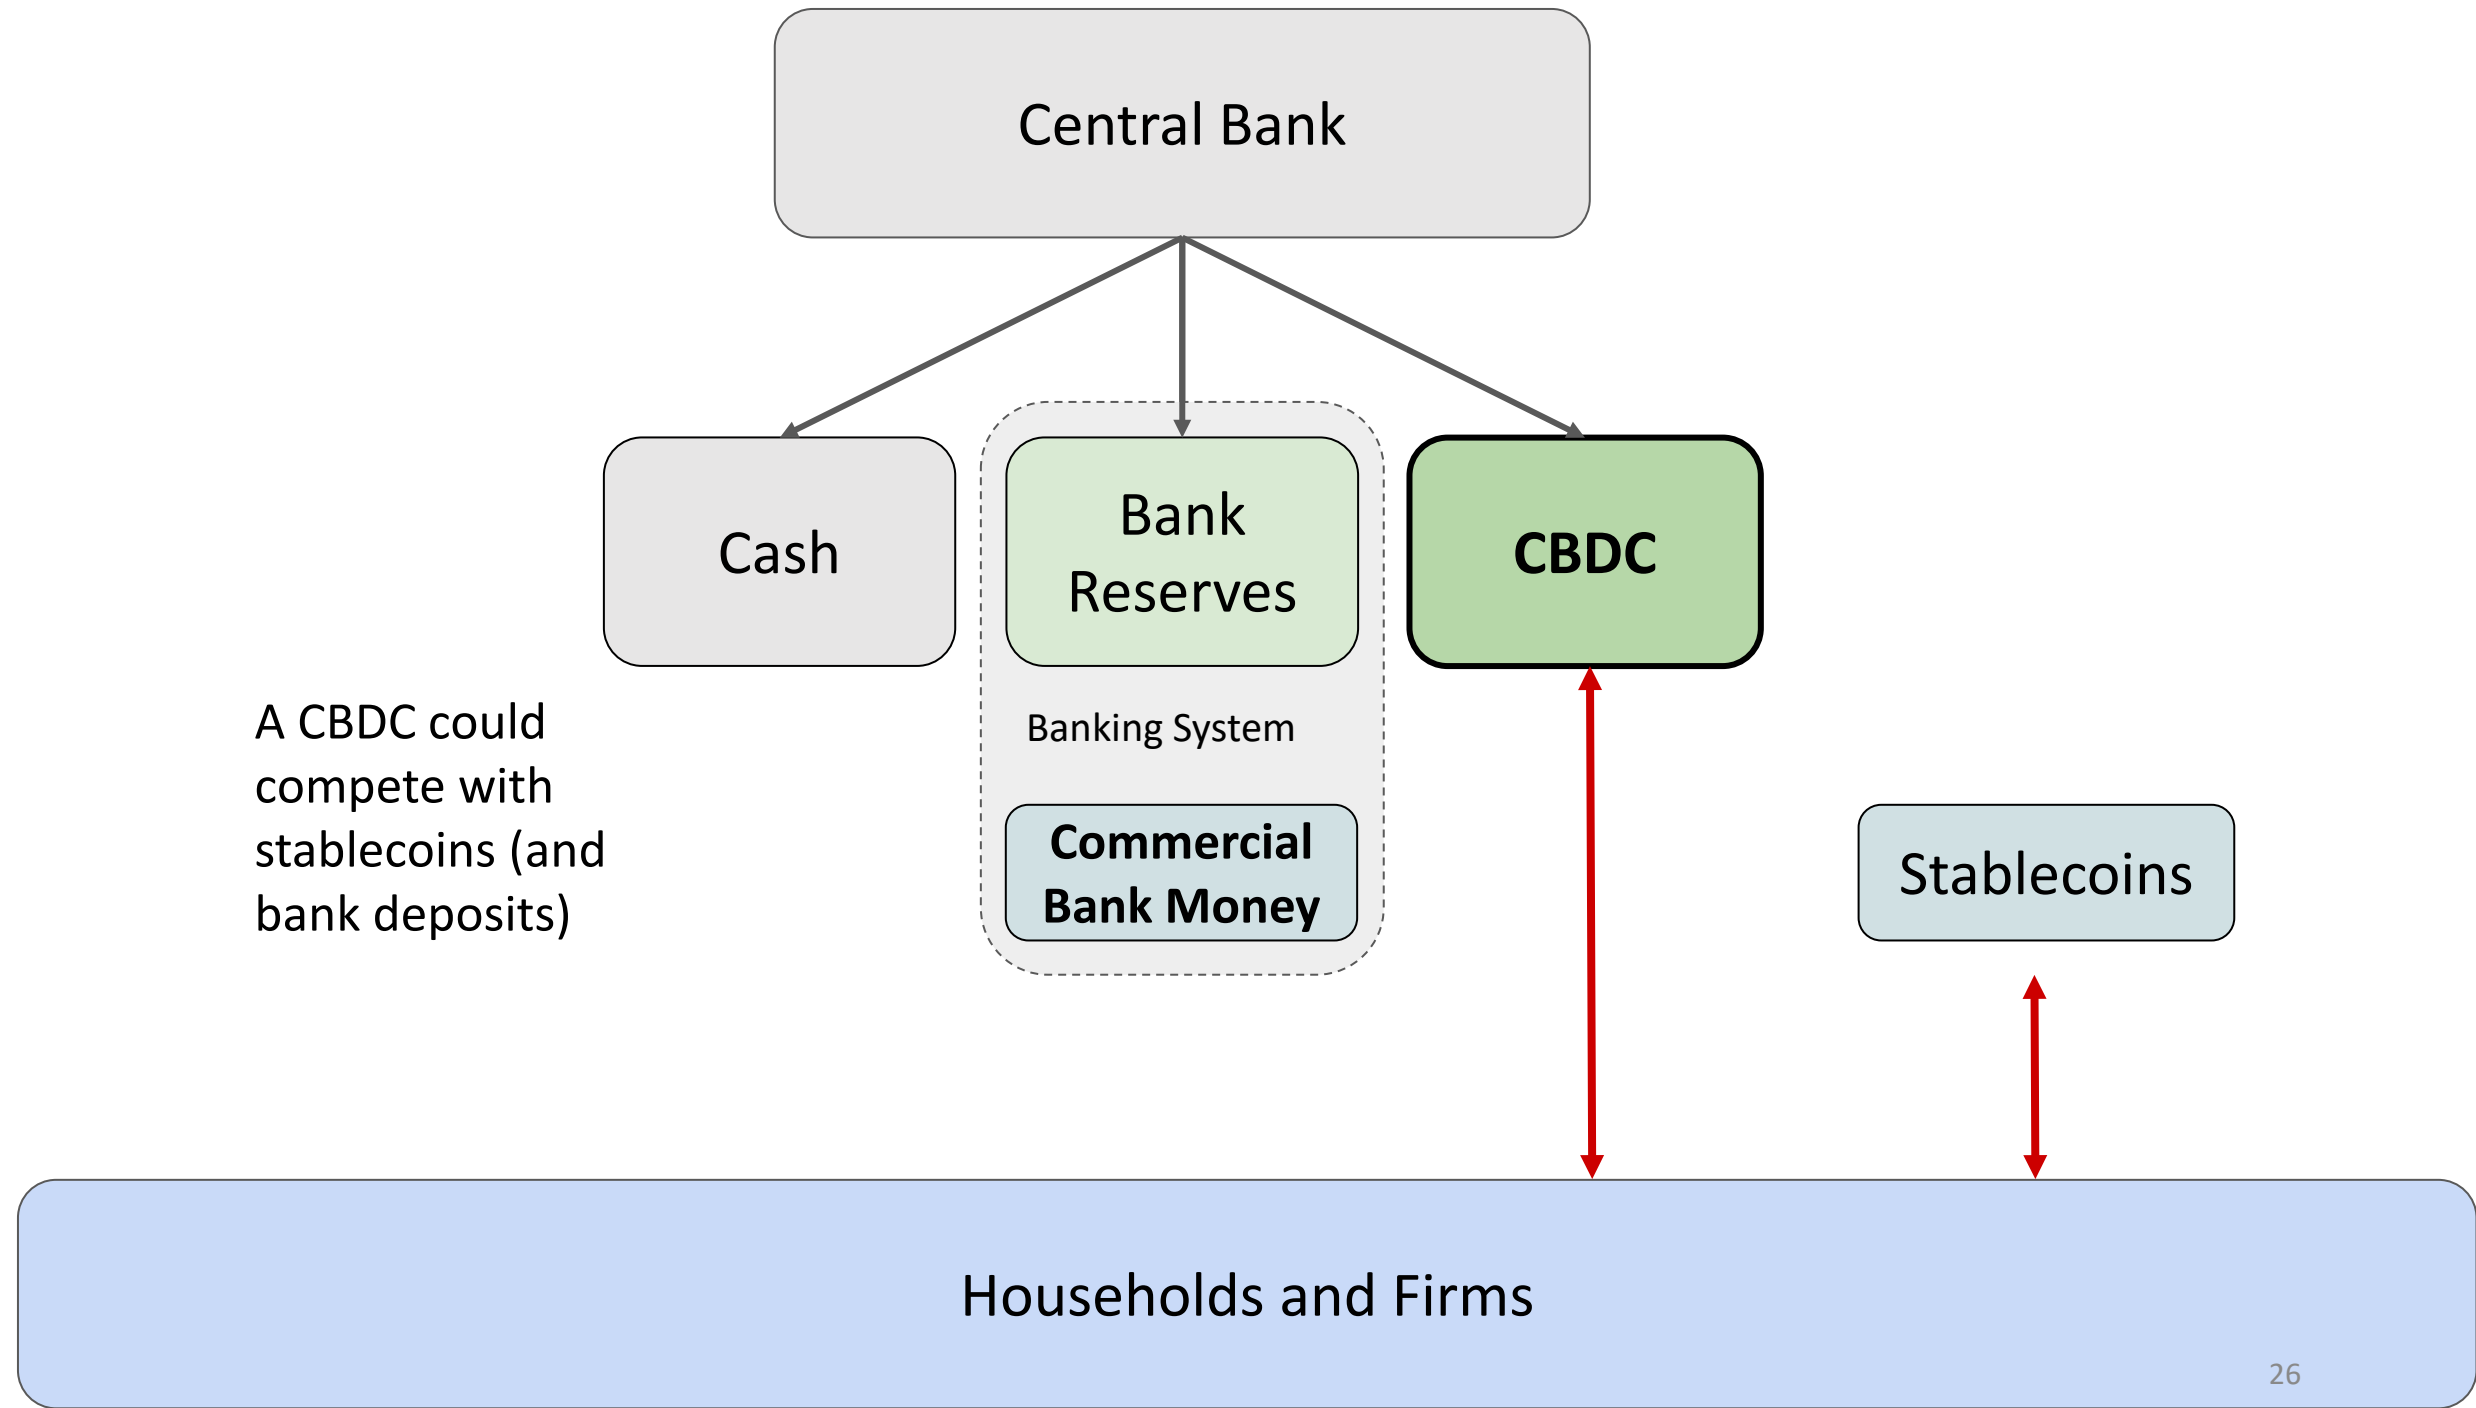 Central Bank
Cash
Bank
Reserves
CBDC
Banking System
A CBDC could
compete with
stablecoins (and
bank deposits)
Commercial
Bank Money
Stablecoins
Households and Firms
26